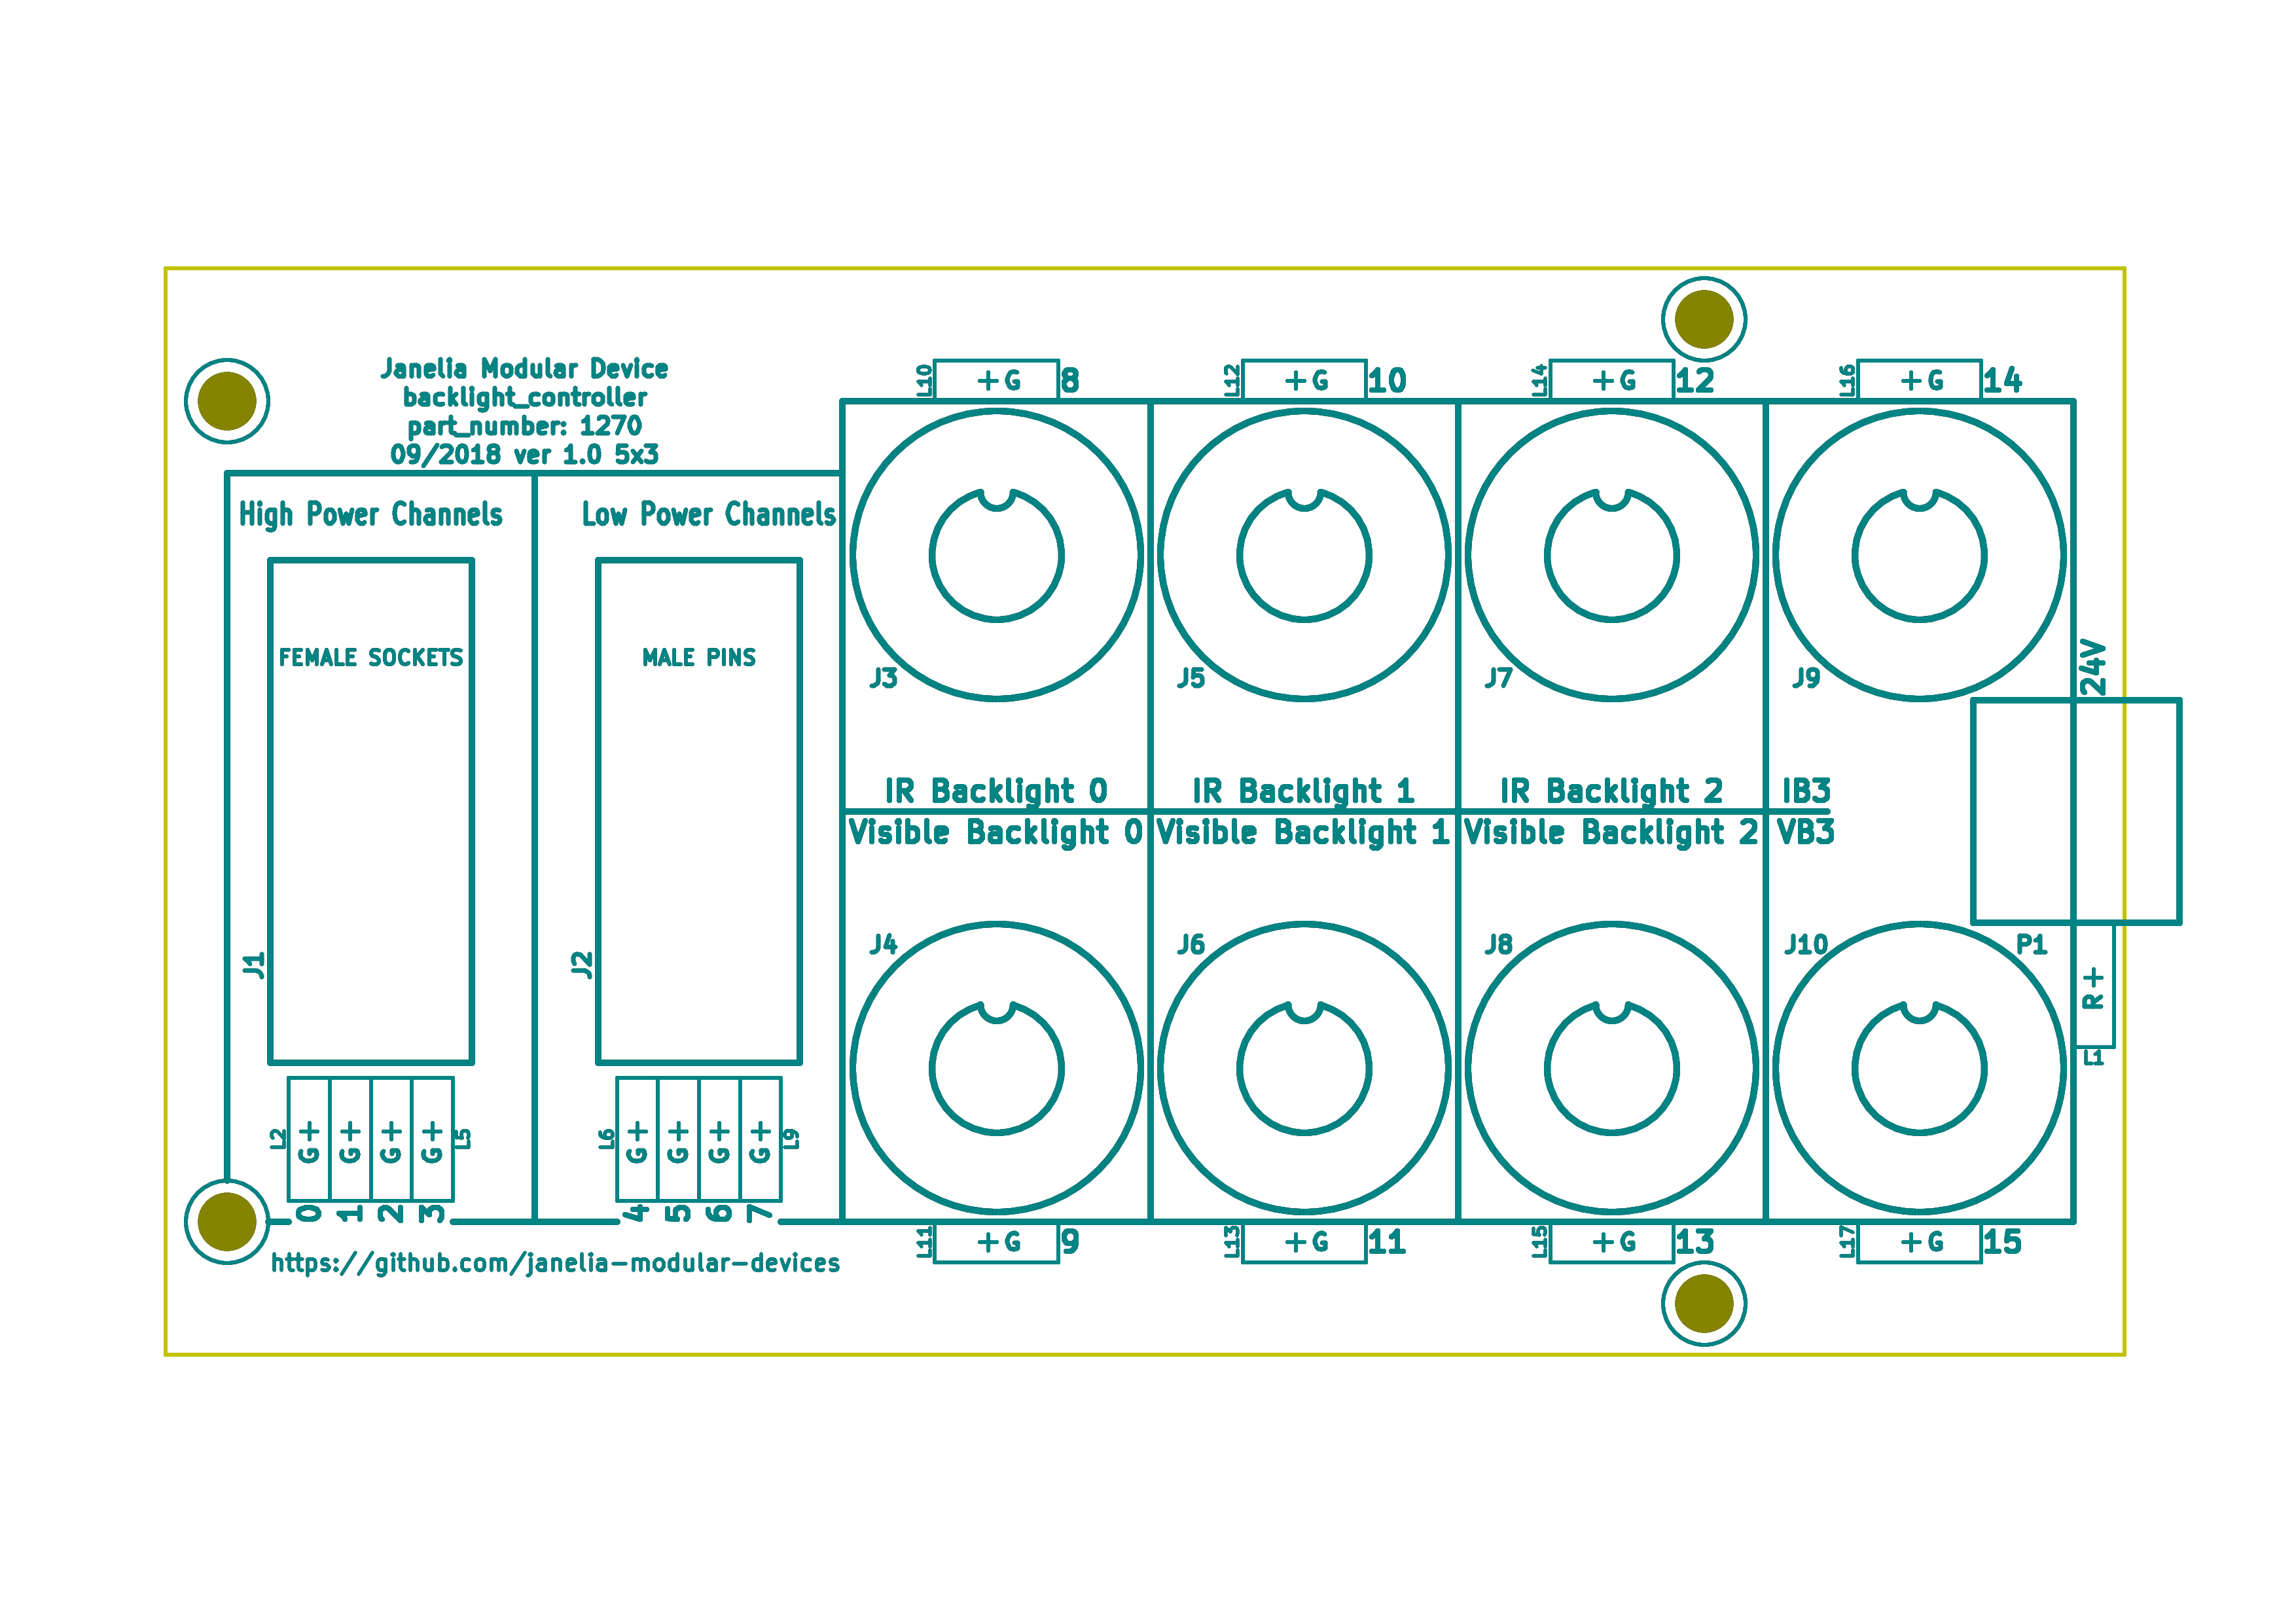 Janelia Modular Device
backlight_controller
part_number: 1270
09/2018 ver 1.0 5x3
High Power Channels
Low Power Channels
FEMALE SOCKETS
MALE PINS
J1
J2
L2
G+
G+
G+
G+
L5
0
1
2
3
L6
G+
G+
G+
G+
L9
4
5
6
7
https://github.com/janelia-modular-devices
L10
+G
8
L12
+G
10
L14
+G
12
L16
+G
14
J3
J5
J7
J9
24V
IR Backlight 0
IR Backlight 1
IR Backlight 2
IB3
Visible Backlight 0
Visible Backlight 1
Visible Backlight 2
VB3
J4
J6
J8
J10
P1
R+
L1
L11
+G
9
L13
+G
11
L15
+G
13
L17
+G
15